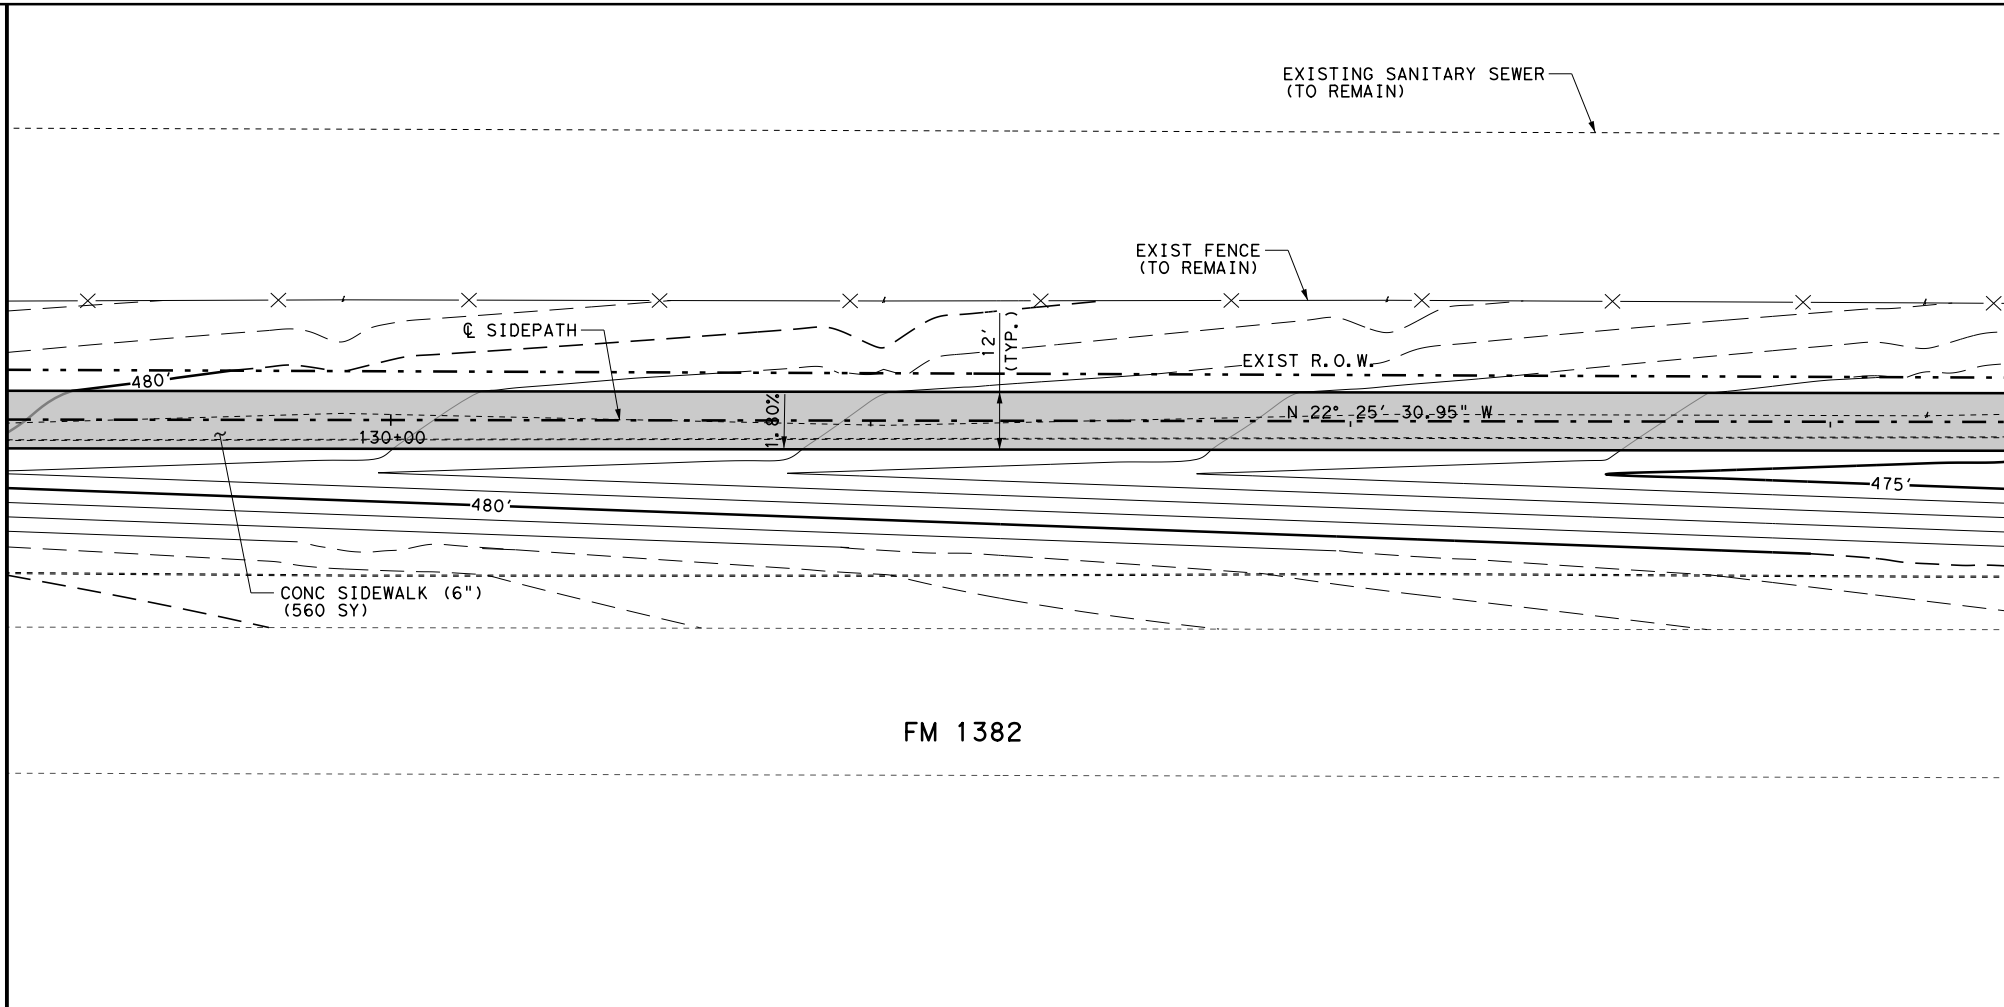 EXISTING SANITARY SEWER
(TO REMAIN)
EXIST FENCE
(TO REMAIN)
℄ SIDEPATH
12'
(TYP.)
EXIST R.O.W.
480'
1.80%
N 22° 25' 30.95" W
130+00
475'
480'
CONC SIDEWALK (6")
(560 SY)
FM 1382